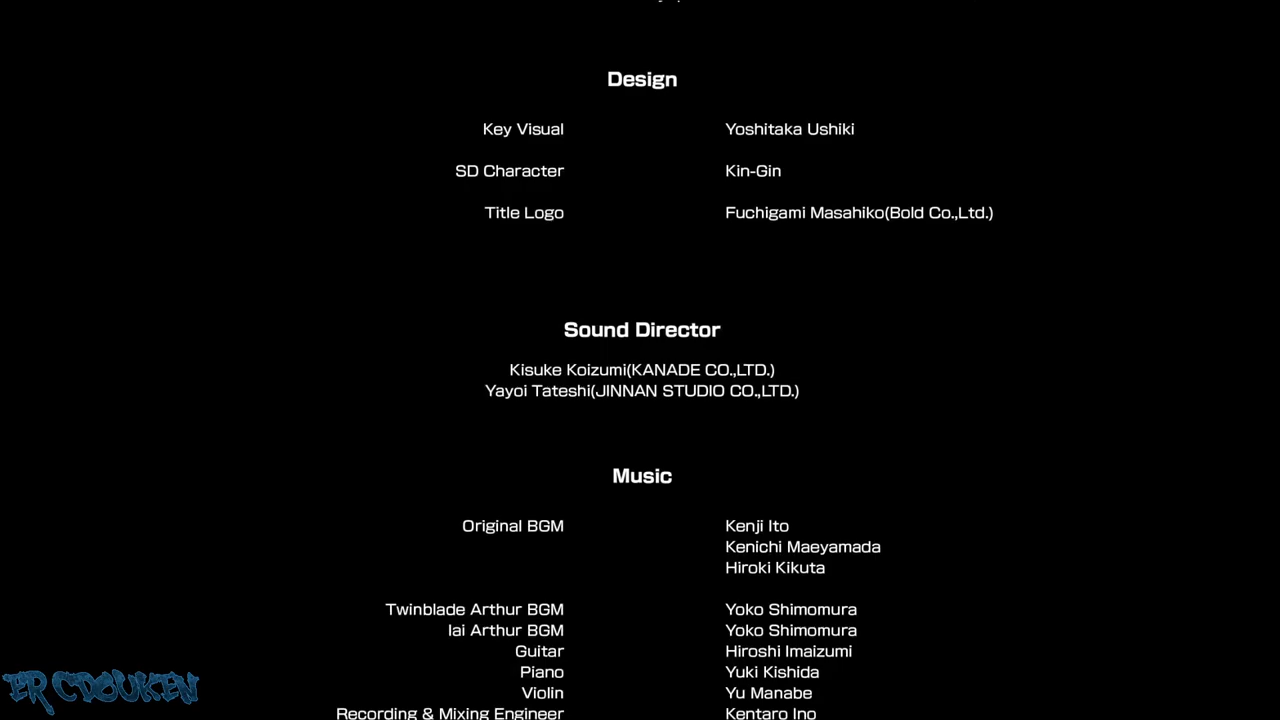 Design
Key Visual Yoshitaka Ushiki
SD Character Kin-Gin
Title Logo Fuchigami Masahiko(Bold Co.,Ltd.)
Sound Director
Kisuke Koizumi(KANADE CO.,LTD.)
Yayoi Tateshi(JINNAN STUDIO CO.,LTD.)
Music
Original BGM Kenji Ito
Kenichi Maeyamada
Hiroki Kikuta
Twinblade Arthur BGM Yoko Shimomura
Iai Arthur BGM Yoko Shimomura
Guitar Hiroshi Imaizumi
Piano Yuki Kishida
Violin Yu Manabe
Recording & Mixing Engineer Kentaro Ino
ER CDOUKEN